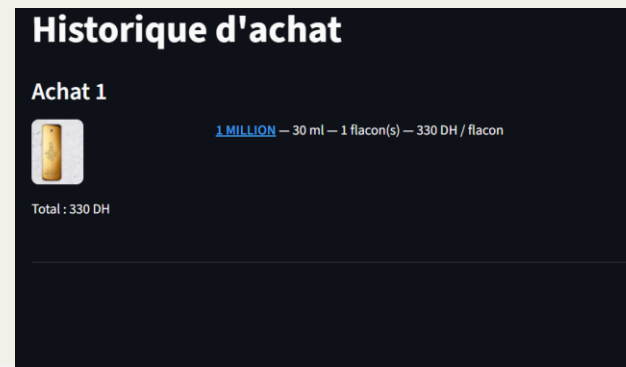 Historique d'achat
Achat 1
1 MILLION — 30 ml — 1 flacon(s) — 330 DH / flacon
Total : 330 DH